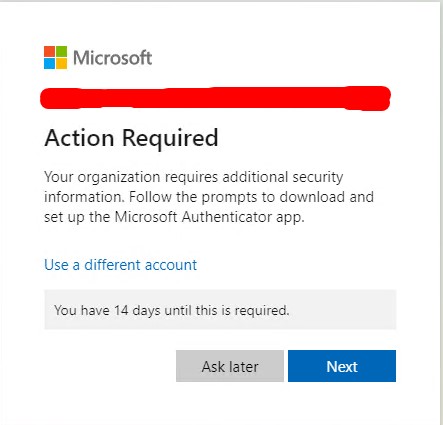 Microsoft
Action Required
Your organization requires additional security
information. Follow the prompts to download and
set up the Microsoft Authenticator app.
Use a different account
You have 14 days until this is required.
Ask later
Next